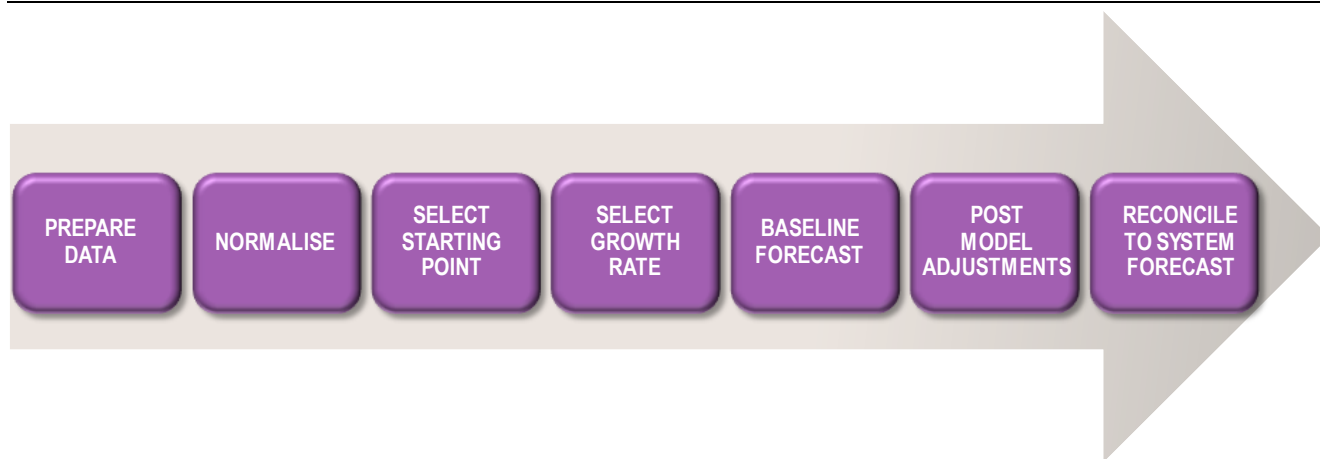 PREPARE
DATA
NORMALISE
SELECT
STARTING
POINT
SELECT
GROWTH
RATE
BASELINE
FORECAST
POST
MODEL
ADJUSTMENTS
RECONCILE
TO SYSTEM
FORECAST